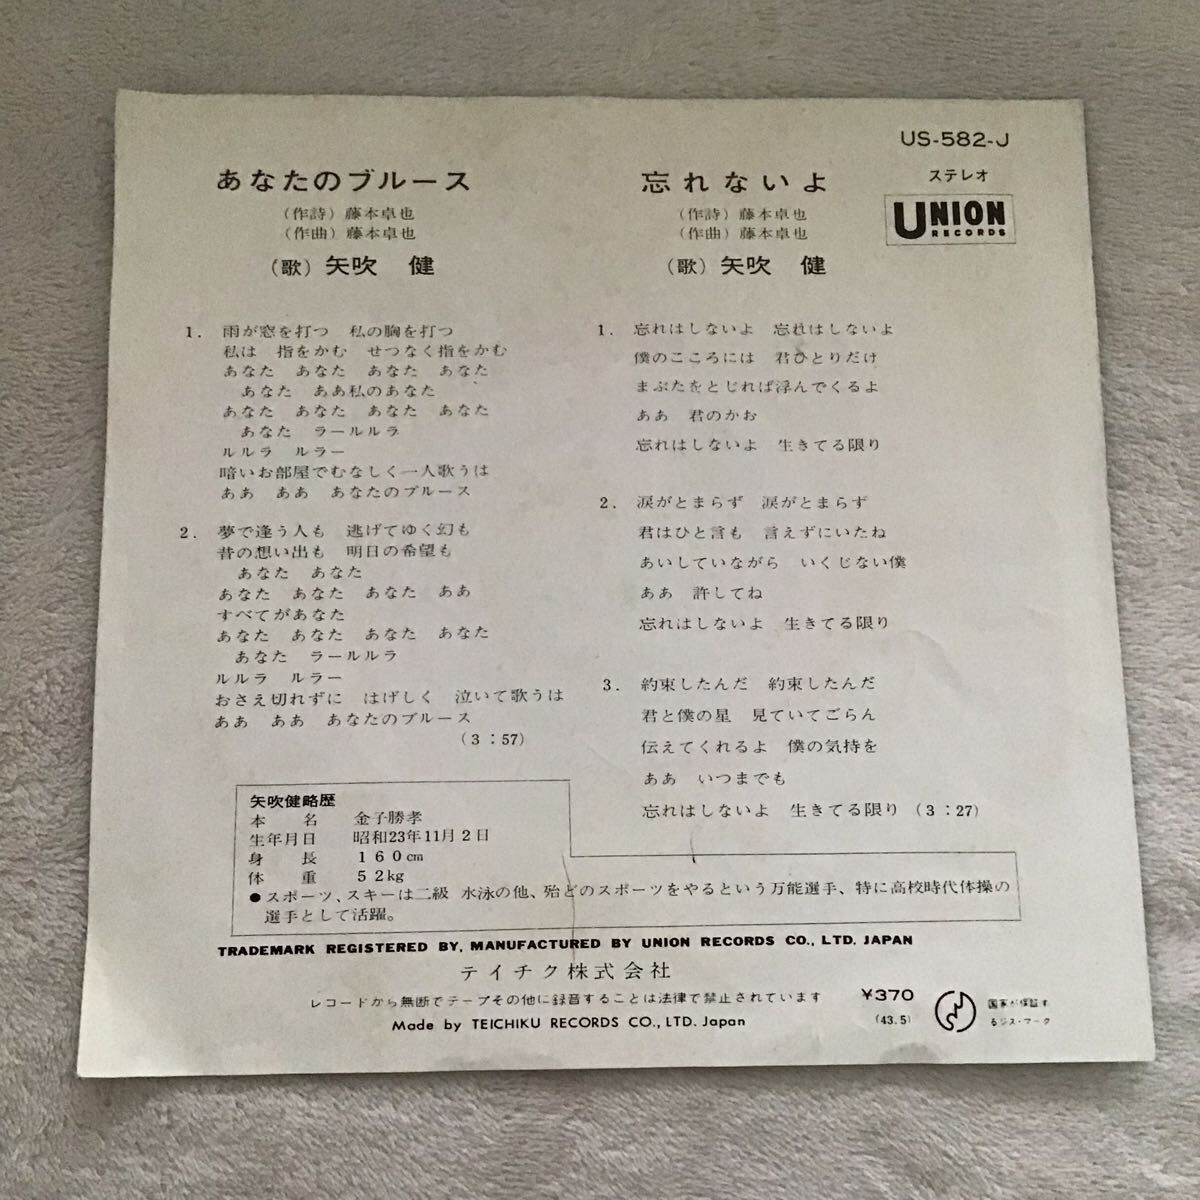 US-582-J
ステレオ
UNION
RECORDS
あなたのブルース
(作詩) 藤本卓也
(作曲) 藤本卓也
(歌) 矢吹 健
1. 雨が窓を打つ 私の胸を打つ
私は 指をかむ せつなく指をかむ
あなた あなた あなた あなた
あなた ああ私のあなた
あなた あなた あなた あなた
あなた ラールルラ
ルルラ ルラー
暗いお部屋でむなしく一人歌うは
ああ ああ あなたのブルース
2. 夢で逢う人も 逃げてゆく幻も
昔の想い出も 明日の希望も
あなた あなた
あなた あなた あなた ああ
すべてがあなた
あなた あなた あなた あなた
あなた ラールルラ
ルルラ ルラー
おさえ切れずに はげしく 泣いて歌うは
ああ ああ あなたのブルース
(3:57)
忘れないよ
(作詩) 藤本卓也
(作曲) 藤本卓也
(歌) 矢吹 健
1. 忘れはしないよ 忘れはしないよ
僕のこころには 君ひとりだけ
まぶたをとじれば浮んでくるよ
ああ 君のかお
忘れはしないよ 生きてる限り
2. 涙がとまらず 涙がとまらず
君はひと言も 言えずにいたね
あいしていながら いくじない僕
ああ 許してね
忘れはしないよ 生きてる限り
3. 約束したんだ 約束したんだ
君と僕の星 見ていてごらん
伝えてくれるよ 僕の気持を
ああ いつまでも
忘れはしないよ 生きてる限り (3:27)
矢吹健略歴
本 名 金子勝孝
生年月日 昭和23年11月2日
身 長 160cm
体 重 52kg
●スポーツ、スキーは二級 水泳の他、殆どのスポーツをやるという万能選手、特に高校時代体操の
選手として活躍。
TRADEMARK REGISTERED BY, MANUFACTURED BY UNION RECORDS CO., LTD. JAPAN
テイチク株式会社
レコードから無断でテープその他に録音することは法律で禁止されています
Made by TEICHIKU RECORDS CO., LTD. Japan
¥370
(43.5)
国家が保証す
るジス・マーク